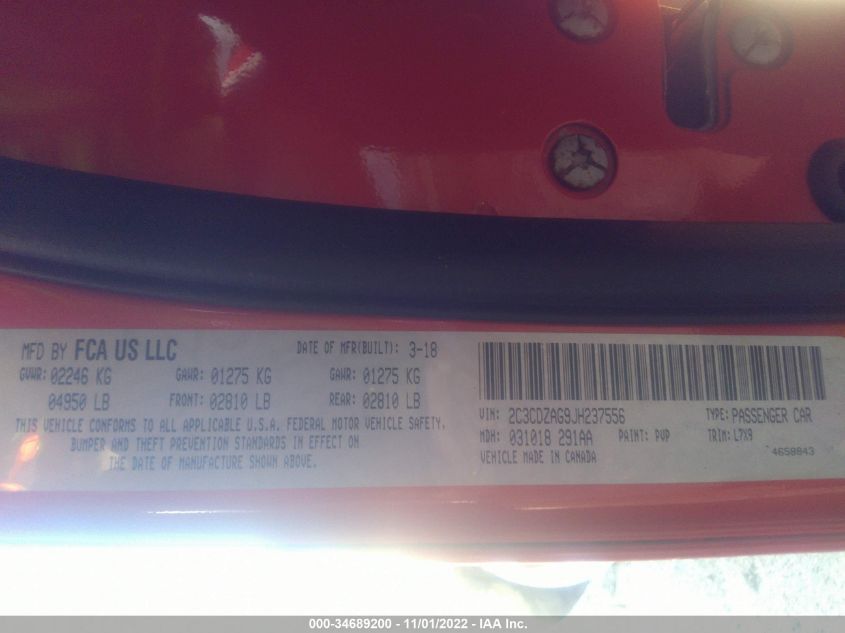 MFD BY FCA US LLC DATE OF MFR(BUILT): 3-18
GVWR: 02246 KG GAWR: 01275 KG GAWR: 01275 KG
04950 LB FRONT: 02810 LB REAR: 02810 LB
THIS VEHICLE CONFORMS TO ALL APPLICABLE U.S.A. FEDERAL MOTOR VEHICLE SAFETY,
BUMPER AND THEFT PREVENTION STANDARDS IN EFFECT ON
THE DATE OF MANUFACTURE SHOWN ABOVE.
VIN: 2C3CDZAG9JH237556 TYPE: PASSENGER CAR
MDH: 031018 291AA PAINT: PVP TRIM: L7X9
VEHICLE MADE IN CANADA 4658843
000-34689200 - 11/01/2022 - IAA Inc.